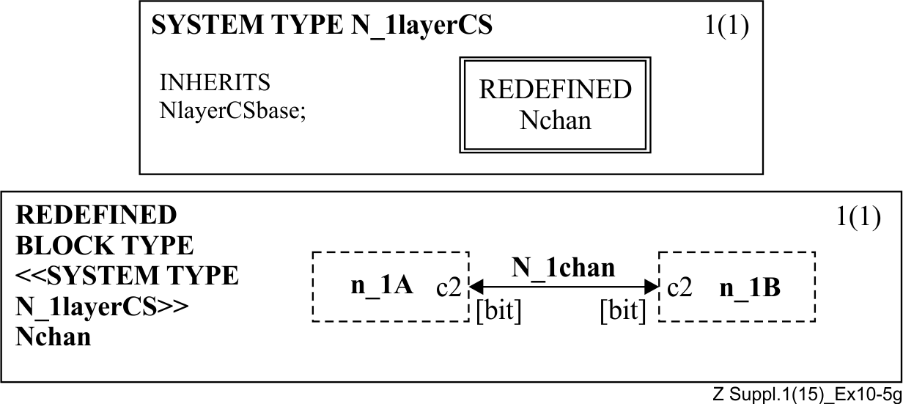 SYSTEM TYPE N_1layerCS 1(1)
INHERITS
NlayerCSbase;
REDEFINED
Nchan
REDEFINED 1(1)
BLOCK TYPE
<<SYSTEM TYPE
N_1layerCS>>
Nchan
n_1A c2 N_1chan c2 n_1B
[bit] [bit]
Z Suppl.1(15)_Ex10-5g